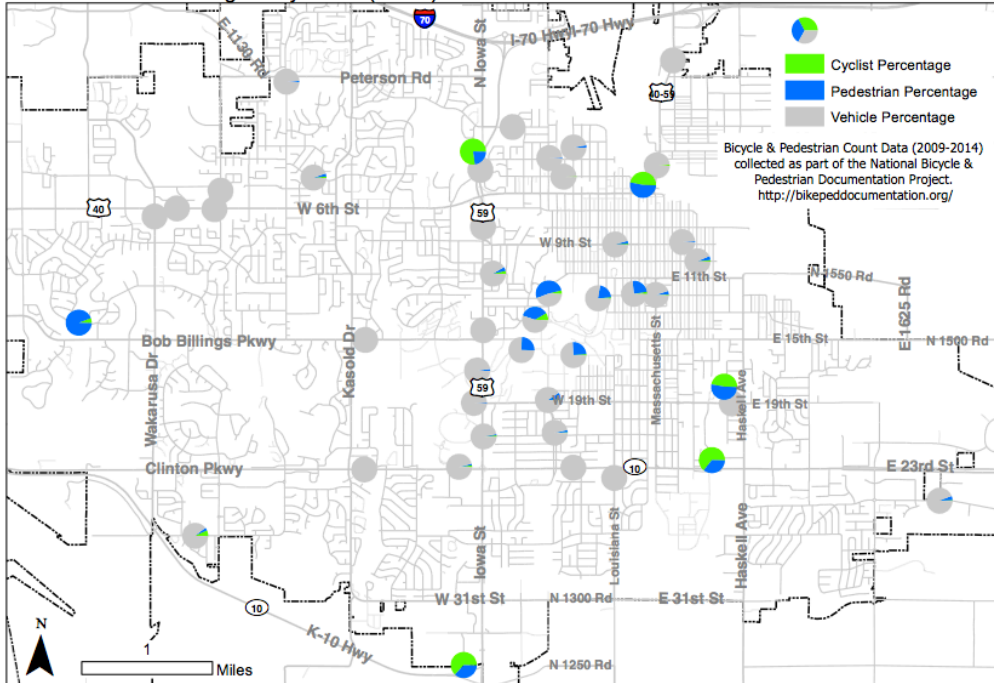 70
I-70 Hwy
I-70 Hwy
E-1130 Rd
N Iowa St
Peterson Rd
40-59
Cyclist Percentage
Pedestrian Percentage
Vehicle Percentage
Bicycle & Pedestrian Count Data (2009-2014)
collected as part of the National Bicycle &
Pedestrian Documentation Project.
http://bikepeddocumentation.org/
40
W 6th St
59
W 9th St
E 11th St
N 1550 Rd
E 1625 Rd
Bob Billings Pkwy
Kasold Dr
Massachusetts St
E 15th St
N 1500 Rd
Wakarusa Dr
59
W 19th St
Haskell Ave
E 19th St
Clinton Pkwy
10
E 23rd St
Iowa St
Louisiana St
Haskell Ave
10
W 31st St
N 1300 Rd
E 31st St
K-10 Hwy
N 1250 Rd
N
1
Miles